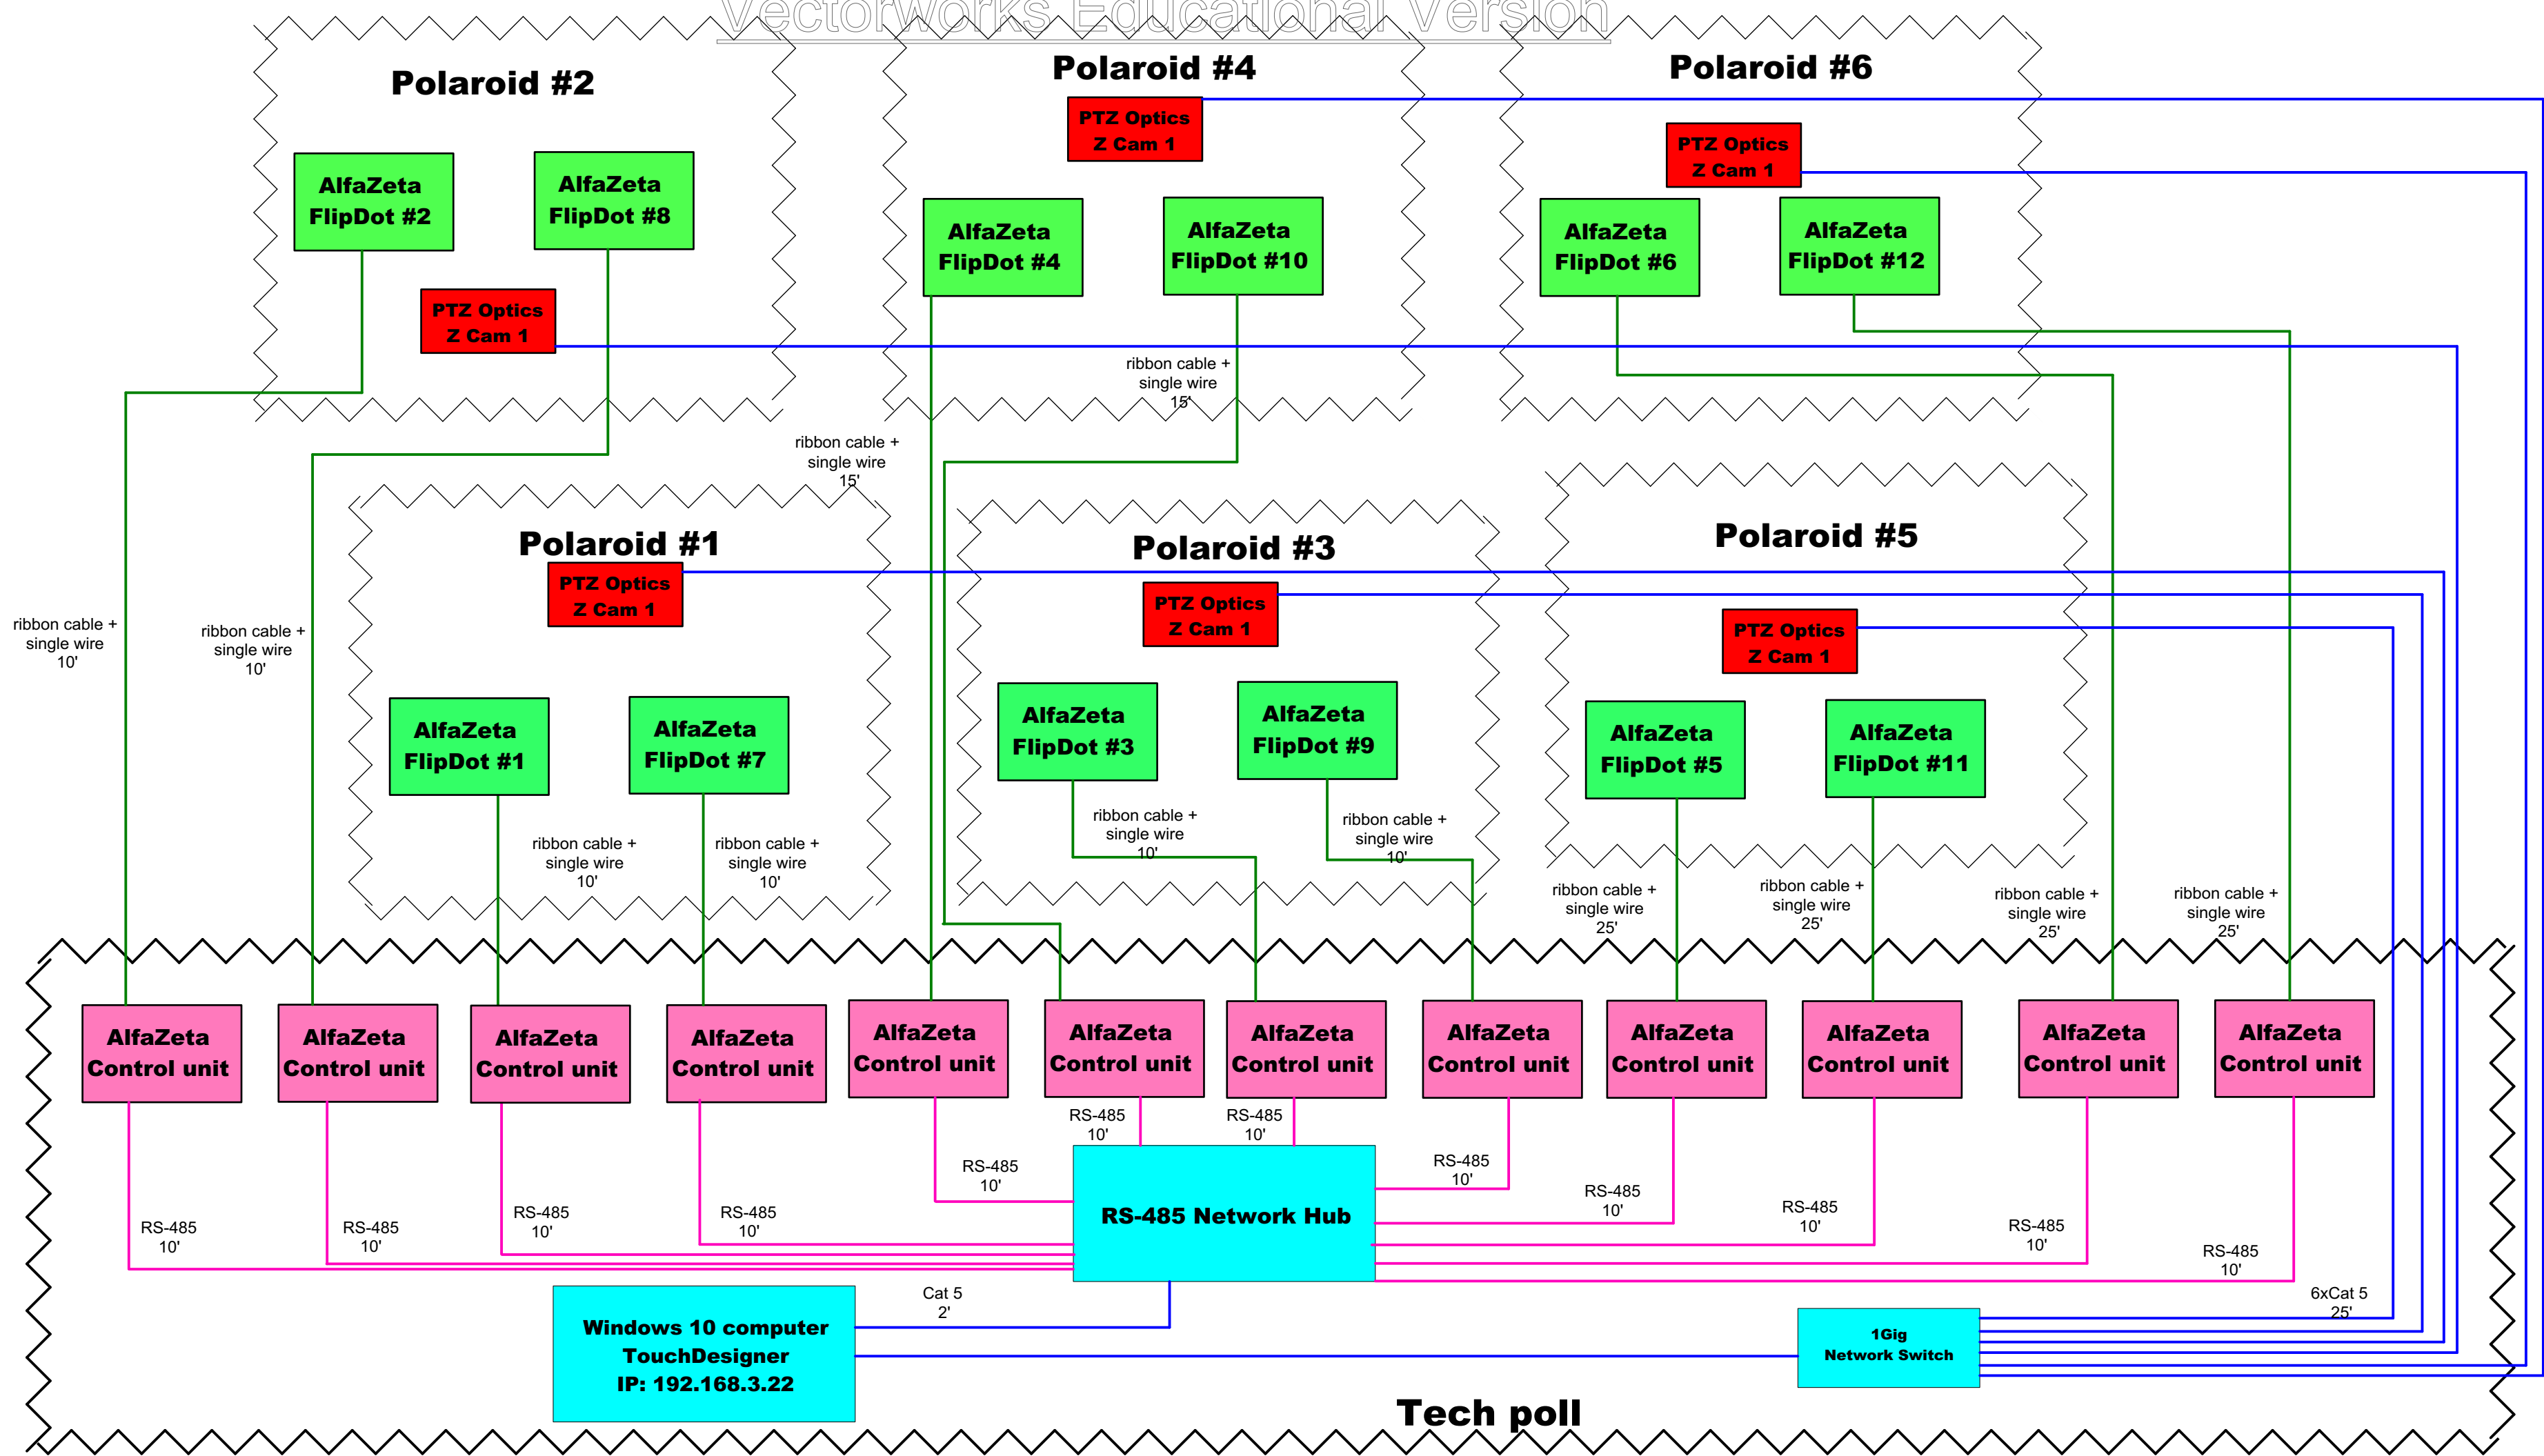 Vectorworks Educational Version
Polaroid #2
AlfaZeta
FlipDot #2
AlfaZeta
FlipDot #8
PTZ Optics
Z Cam 1
Polaroid #4
PTZ Optics
Z Cam 1
AlfaZeta
FlipDot #4
AlfaZeta
FlipDot #10
ribbon cable +
single wire
15'
Polaroid #6
PTZ Optics
Z Cam 1
AlfaZeta
FlipDot #6
AlfaZeta
FlipDot #12
ribbon cable +
single wire
15'
ribbon cable +
single wire
10'
ribbon cable +
single wire
10'
Polaroid #1
PTZ Optics
Z Cam 1
AlfaZeta
FlipDot #1
AlfaZeta
FlipDot #7
ribbon cable +
single wire
10'
ribbon cable +
single wire
10'
Polaroid #3
PTZ Optics
Z Cam 1
AlfaZeta
FlipDot #3
AlfaZeta
FlipDot #9
ribbon cable +
single wire
10'
ribbon cable +
single wire
10'
Polaroid #5
PTZ Optics
Z Cam 1
AlfaZeta
FlipDot #5
AlfaZeta
FlipDot #11
ribbon cable +
single wire
25'
ribbon cable +
single wire
25'
ribbon cable +
single wire
25'
ribbon cable +
single wire
25'
AlfaZeta
Control unit
AlfaZeta
Control unit
AlfaZeta
Control unit
AlfaZeta
Control unit
AlfaZeta
Control unit
AlfaZeta
Control unit
AlfaZeta
Control unit
AlfaZeta
Control unit
AlfaZeta
Control unit
AlfaZeta
Control unit
AlfaZeta
Control unit
AlfaZeta
Control unit
RS-485
10'
RS-485
10'
RS-485
10'
RS-485
10'
RS-485
10'
RS-485
10'
RS-485
10'
RS-485
10'
RS-485
10'
RS-485
10'
RS-485
10'
RS-485
10'
RS-485 Network Hub
Cat 5
2'
6xCat 5
25'
Windows 10 computer
TouchDesigner
IP: 192.168.3.22
1Gig
Network Switch
Tech poll